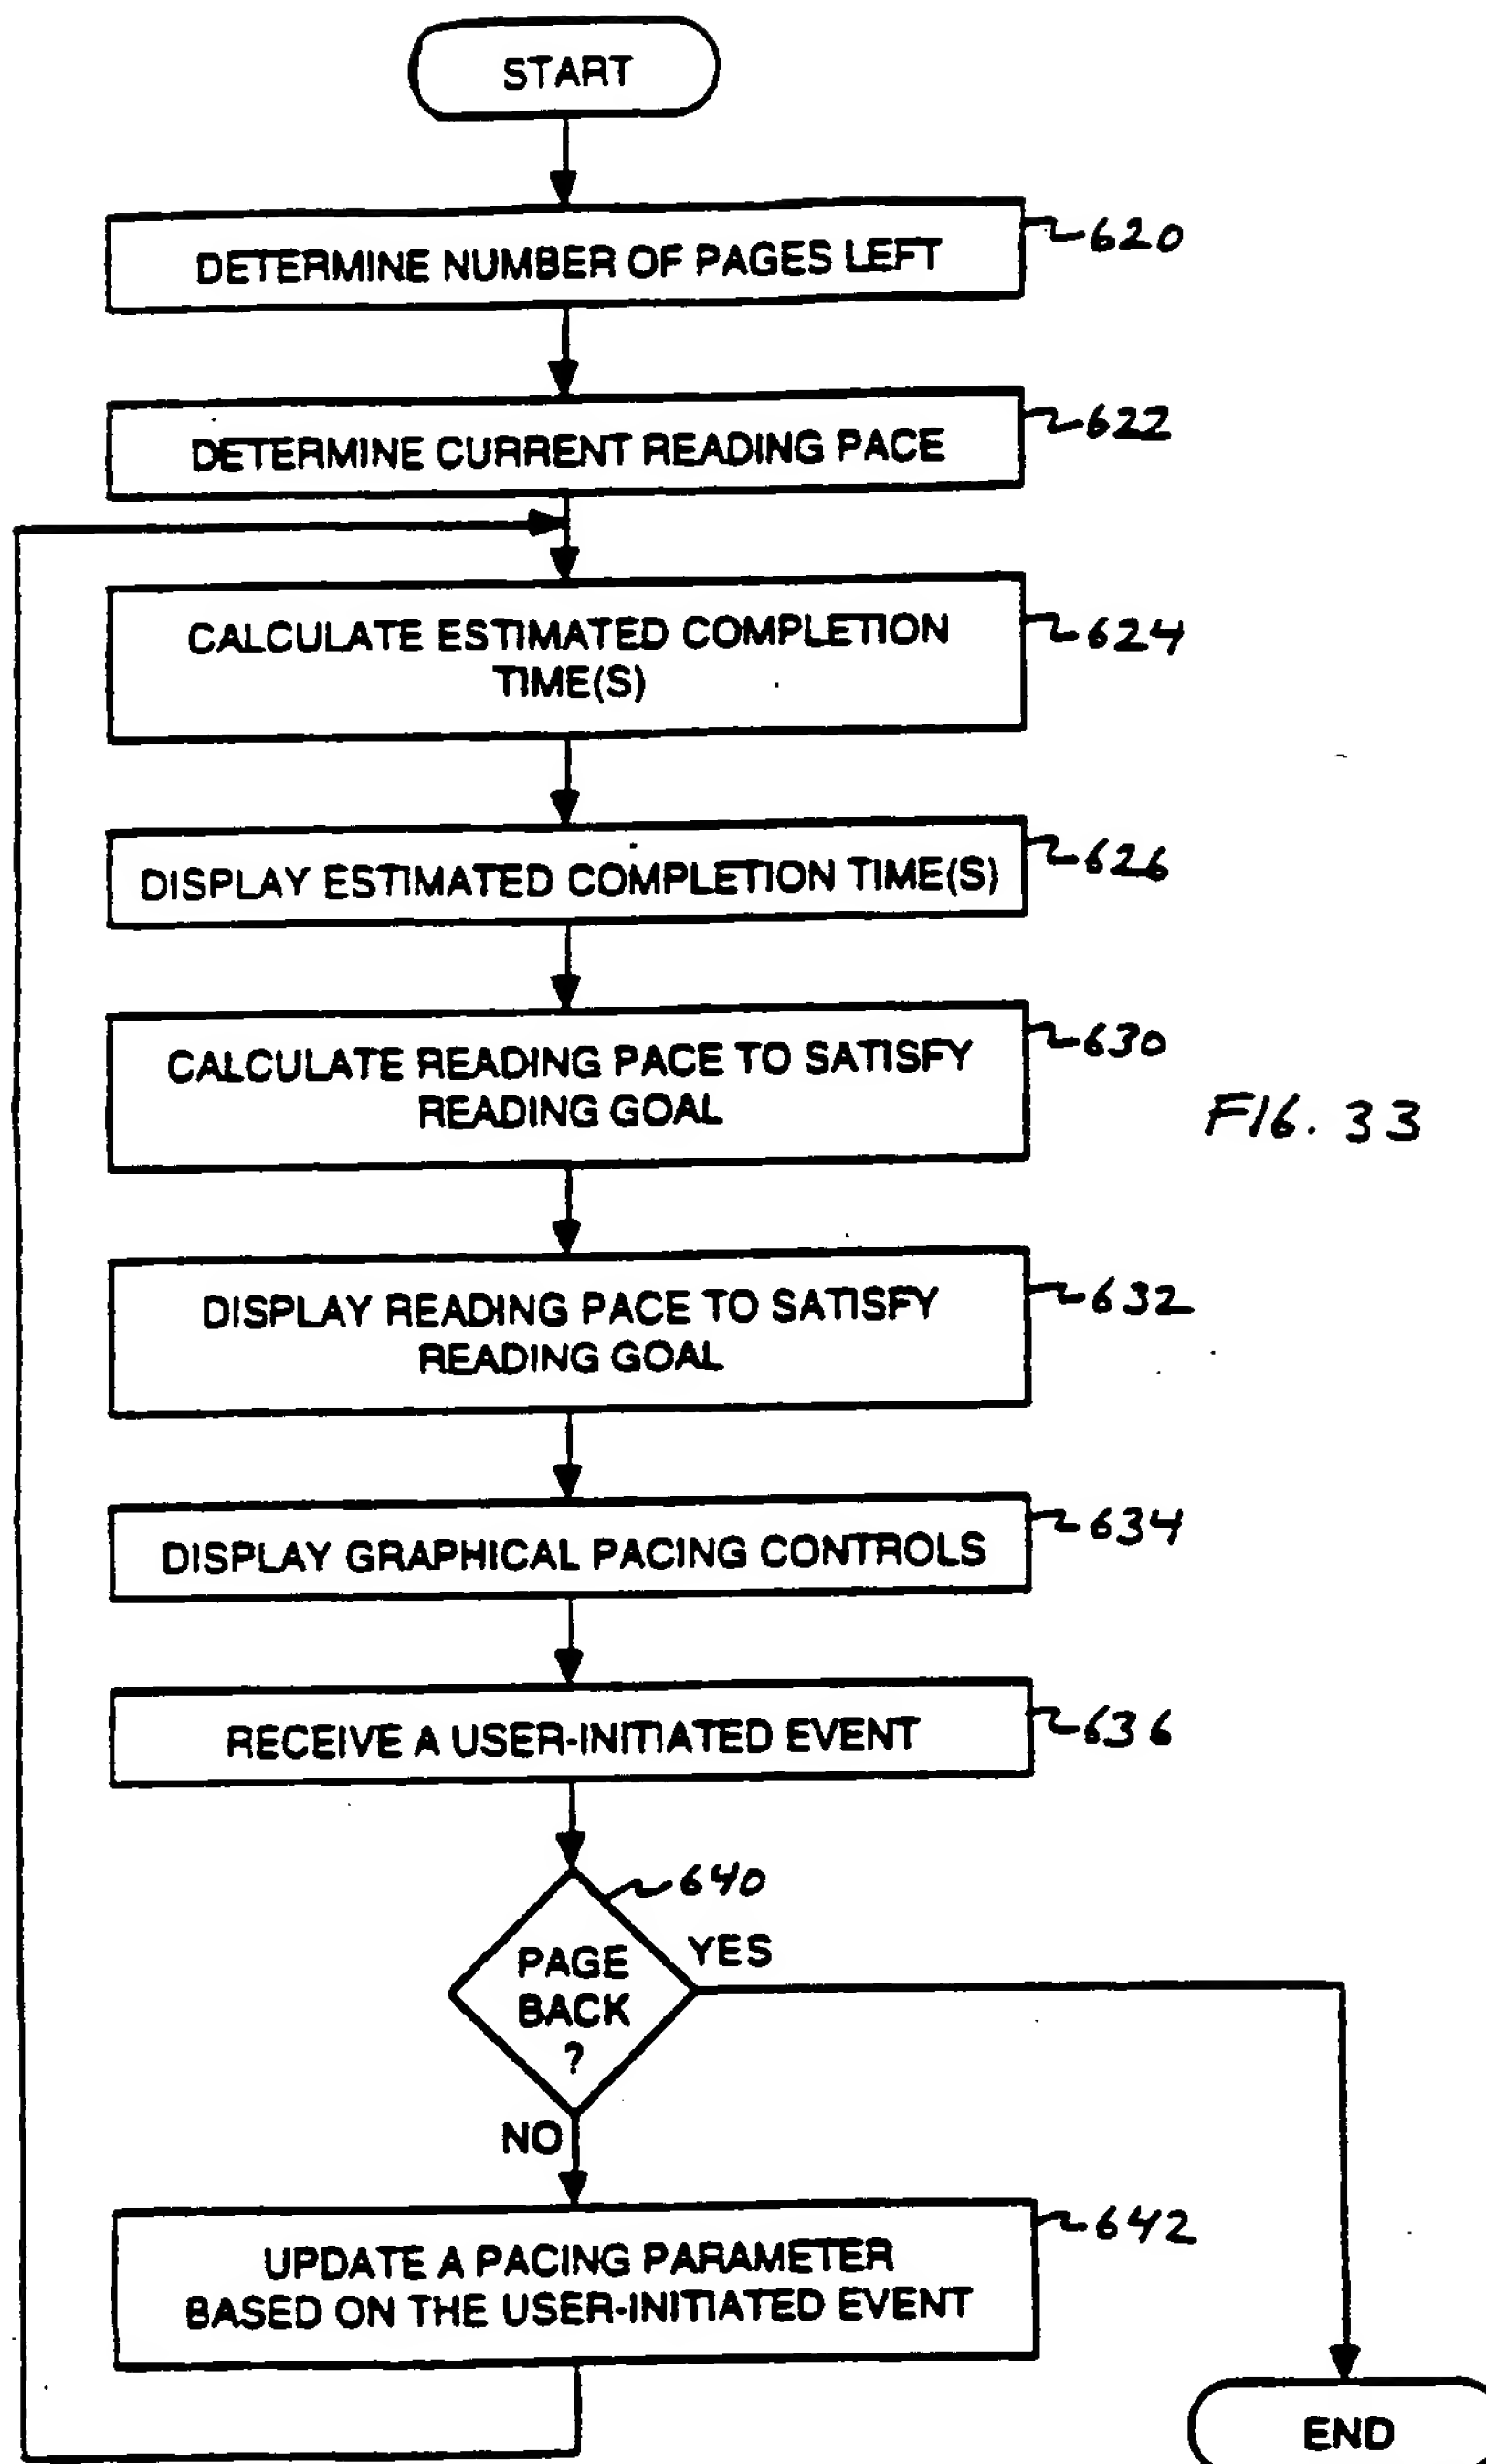 START
DETERMINE NUMBER OF PAGES LEFT
620
DETERMINE CURRENT READING PACE
622
CALCULATE ESTIMATED COMPLETION
TIME(S)
624
DISPLAY ESTIMATED COMPLETION TIME(S)
626
CALCULATE READING PACE TO SATISFY
READING GOAL
630
FIG. 33
DISPLAY READING PACE TO SATISFY
READING GOAL
632
DISPLAY GRAPHICAL PACING CONTROLS
634
RECEIVE A USER-INITIATED EVENT
636
640
PAGE
BACK
?
YES
NO
UPDATE A PACING PARAMETER
BASED ON THE USER-INITIATED EVENT
642
END